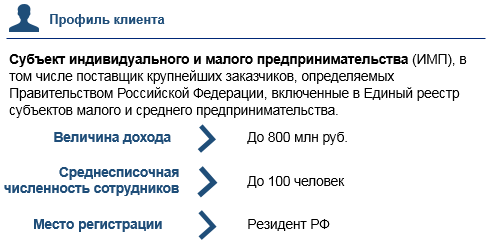 Профиль клиента
Субъект индивидуального и малого предпринимательства (ИМП), в
том числе поставщик крупнейших заказчиков, определяемых
Правительством Российской Федерации, включенные в Единый реестр
субъектов малого и среднего предпринимательства.
Величина дохода До 800 млн руб.
Среднесписочная
численность сотрудников До 100 человек
Место регистрации Резидент РФ